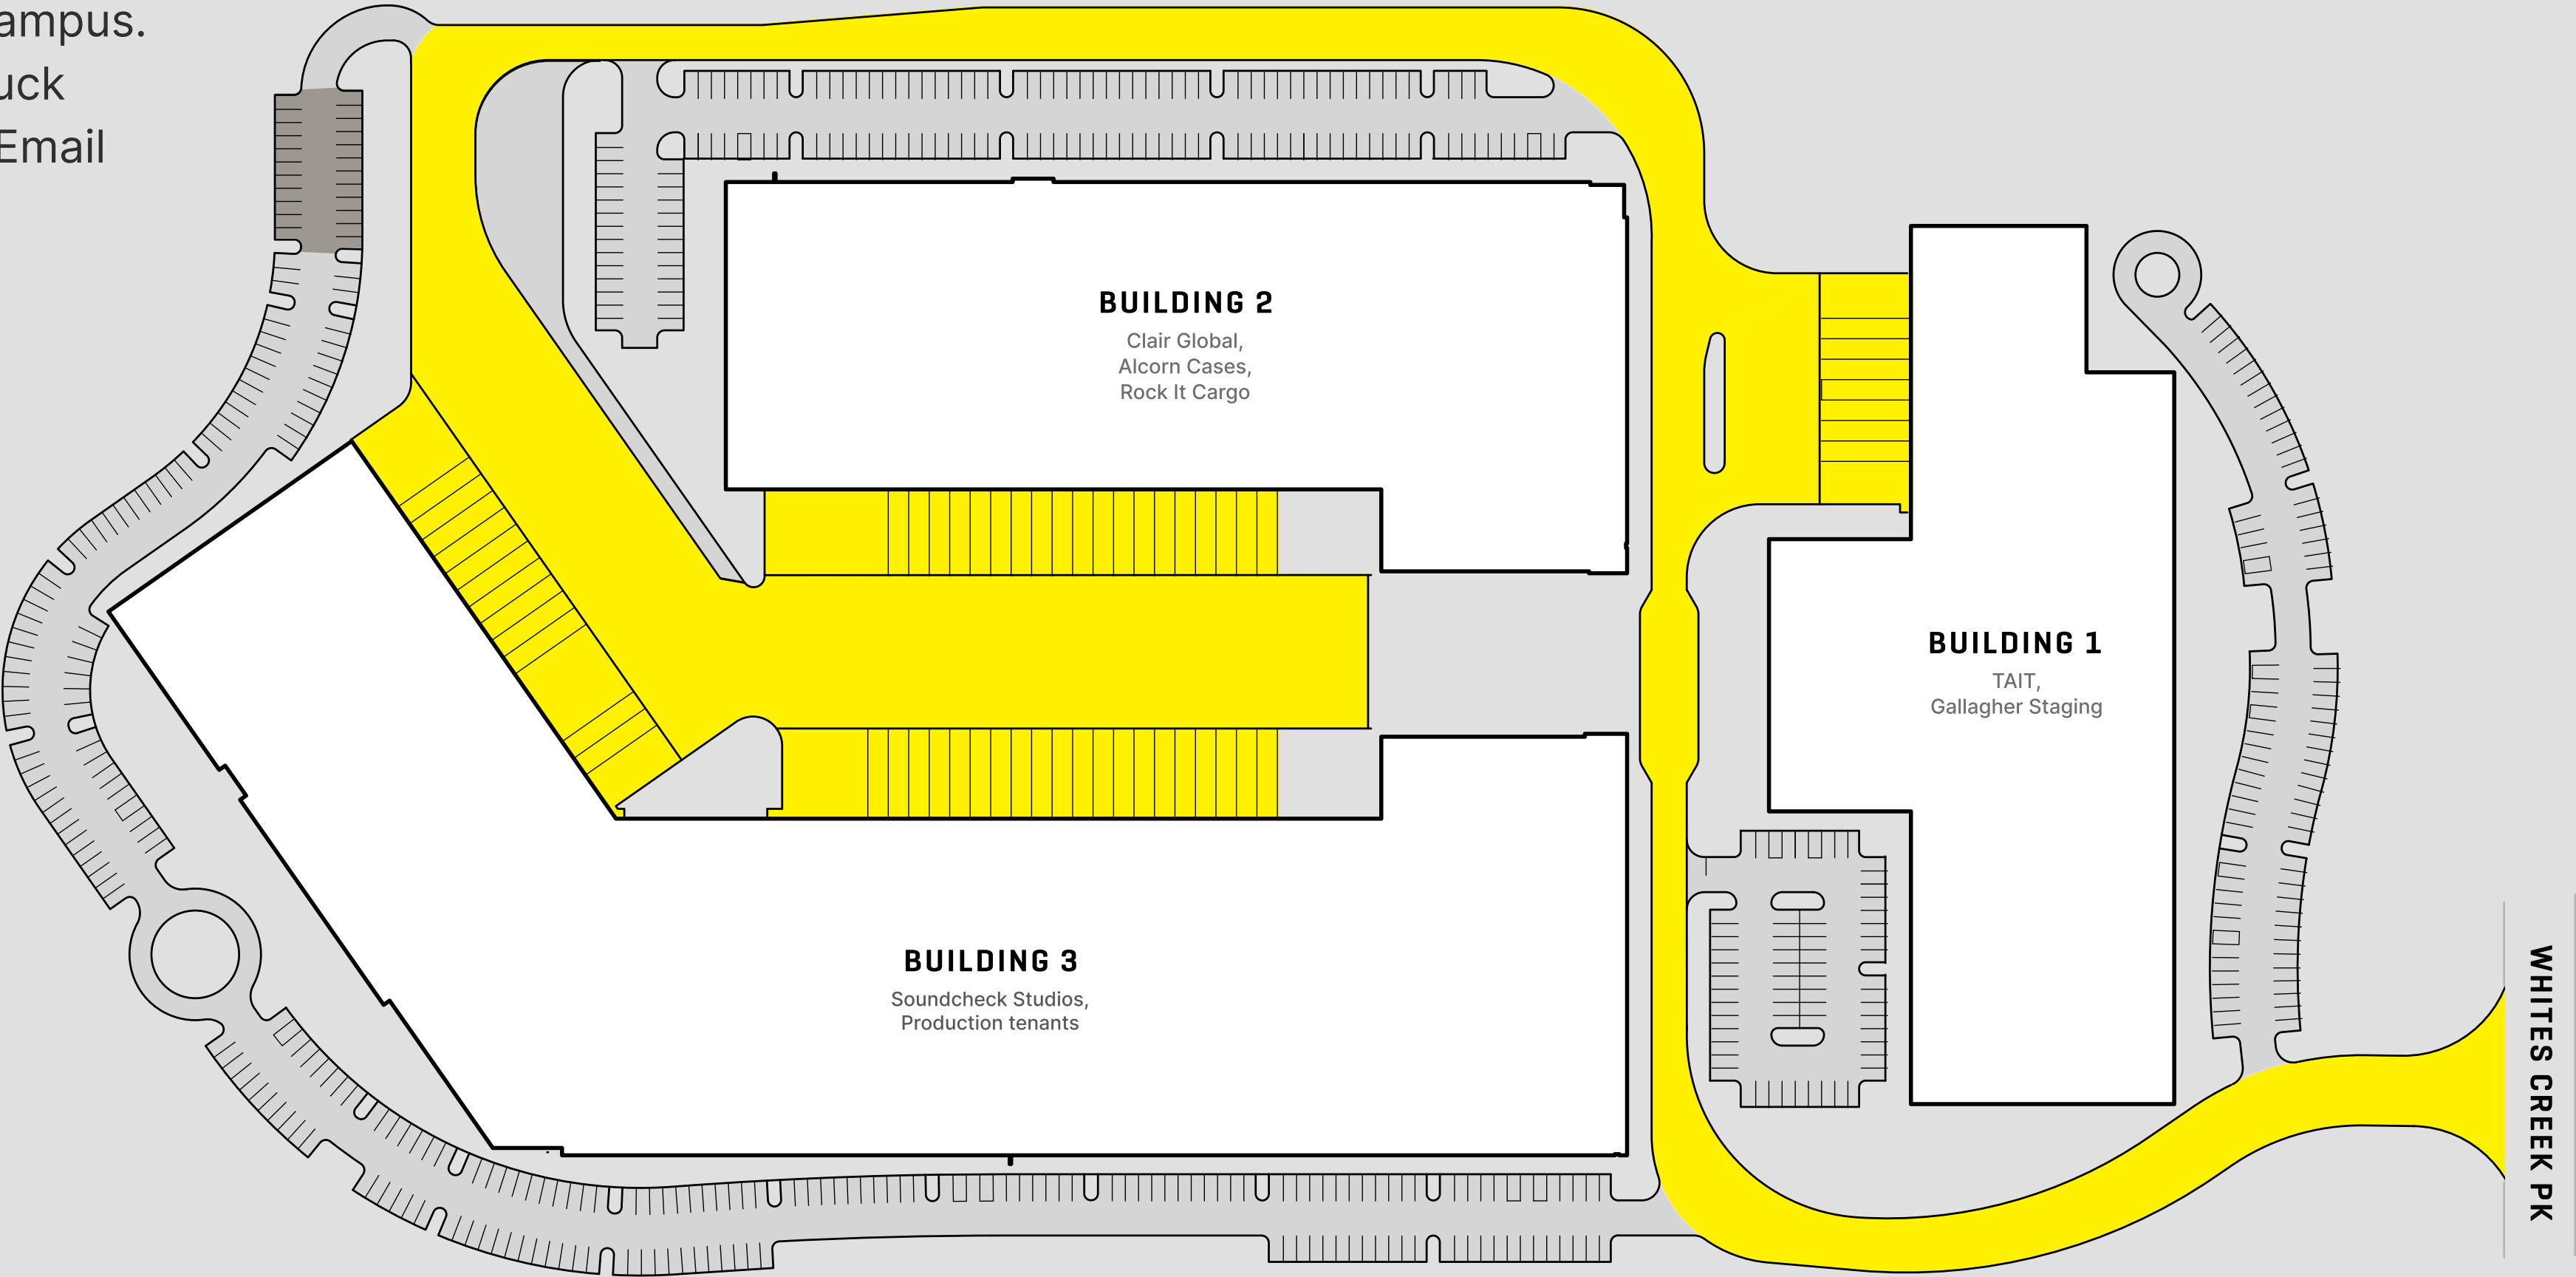 ampus.
uck
Email
BUILDING 2
Clair Global,
Alcorn Cases,
Rock It Cargo
BUILDING 1
TAIT,
Gallagher Staging
BUILDING 3
Soundcheck Studios,
Production tenants
WHITES CREEK PK